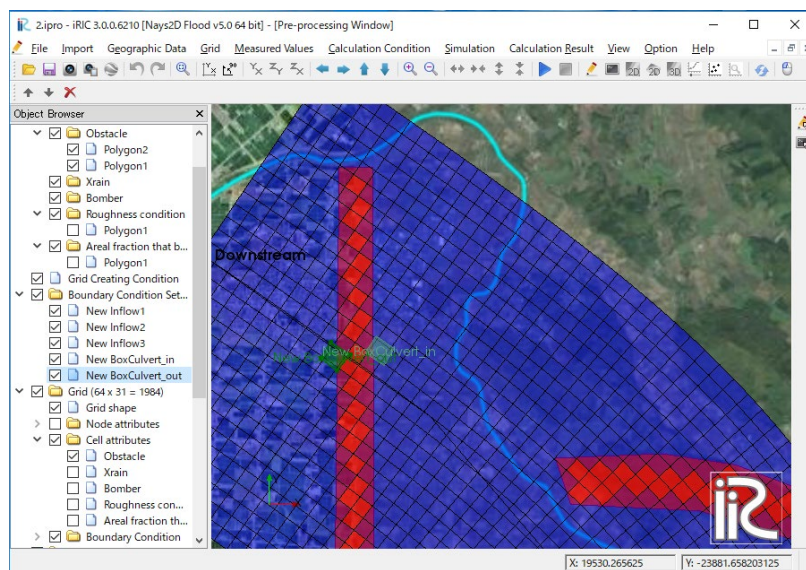 2.ipro - iRIC 3.0.0.6210 [Nays2D Flood v5.0 64 bit] - [Pre-processing Window]
File Import Geographic Data Grid Measured Values Calculation Condition Simulation Calculation Result View Option Help
Object Browser
Obstacle
Polygon2
Polygon1
Xrain
Bomber
Roughness condition
Polygon1
Areal fraction that b...
Polygon1
Grid Creating Condition
Boundary Condition Set...
New Inflow1
New Inflow2
New Inflow3
New BoxCulvert_in
New BoxCulvert_out
Grid (64 x 31 = 1984)
Grid shape
Node attributes
Cell attributes
Obstacle
Xrain
Bomber
Roughness con...
Areal fraction th...
Boundary Condition
Downstream
New BoxCulvert_in
iRIC
X: 19530.265625
Y: -23881.658203125